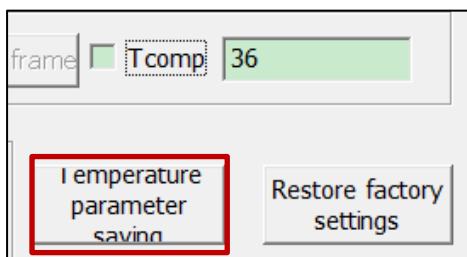 frame Tcomp 36
Temperature
parameter
saving
Restore factory
settings